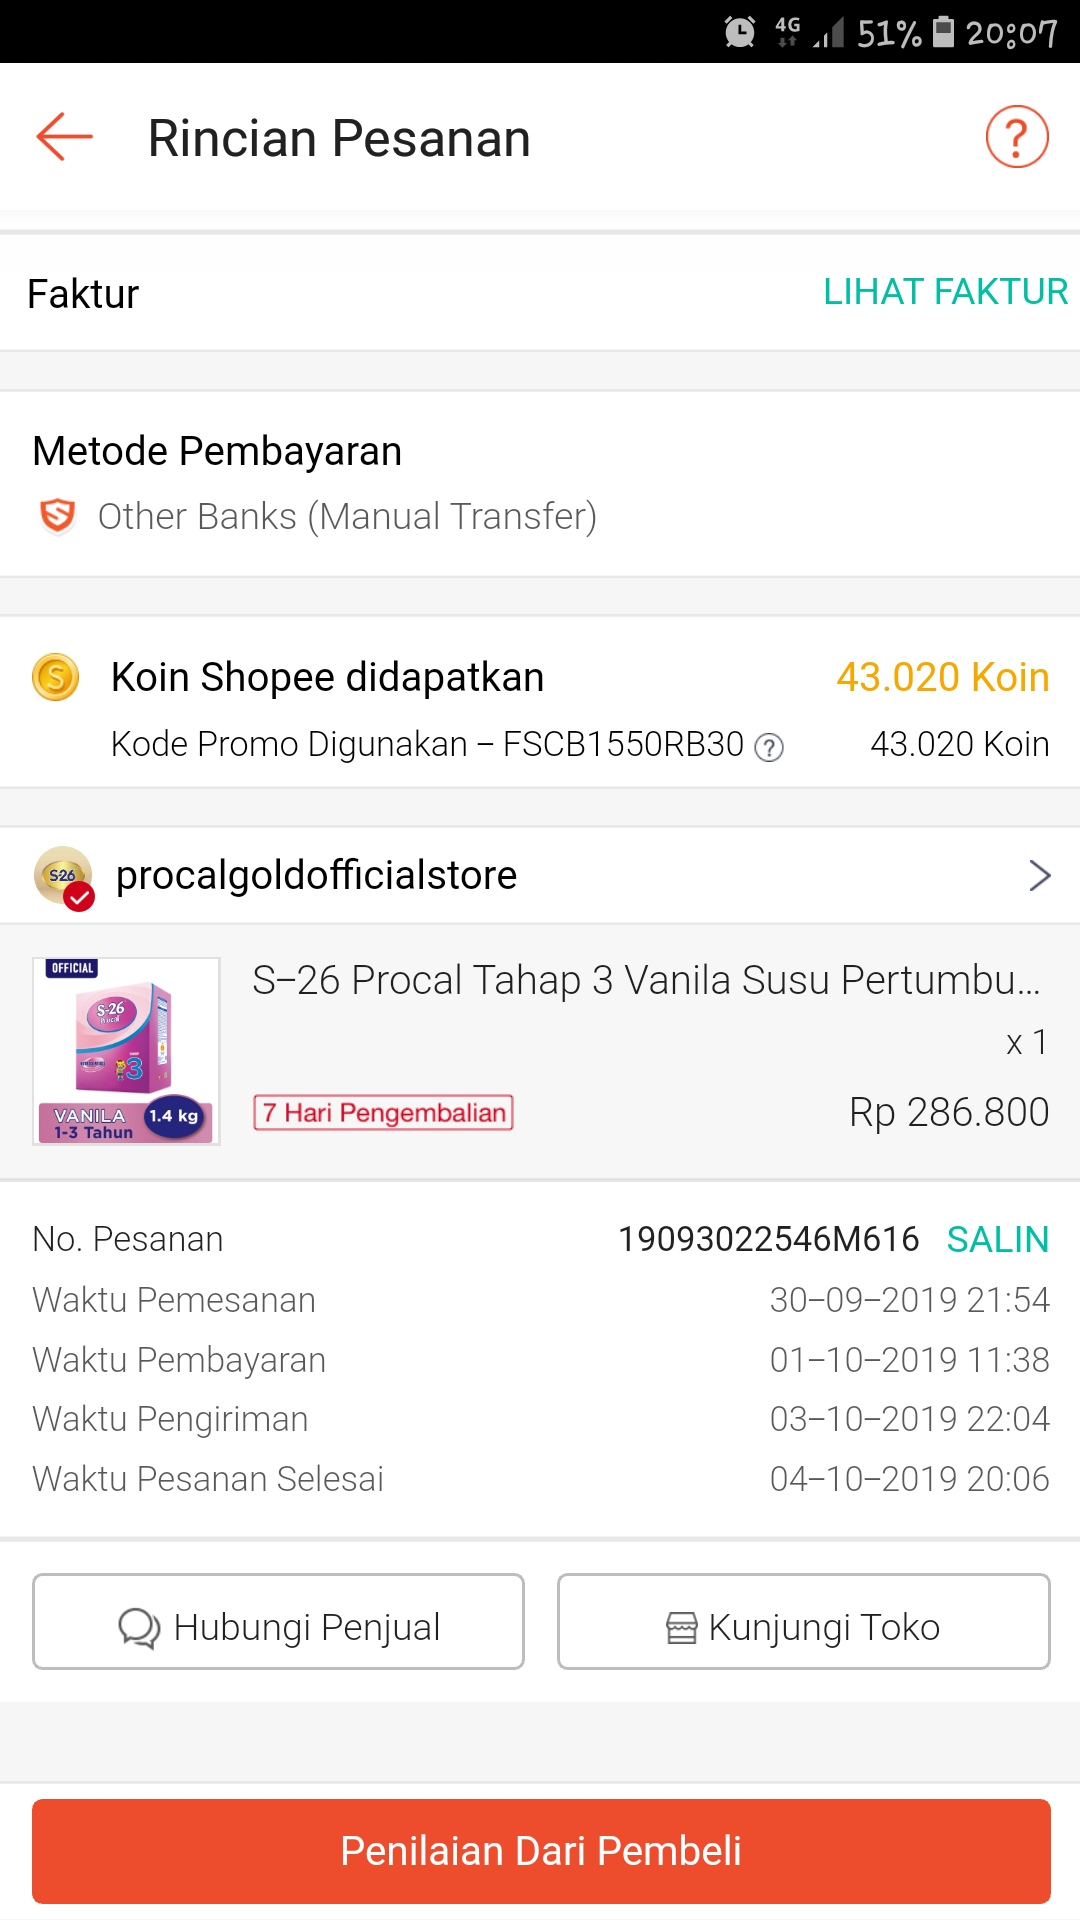 4G 51% 20:07
Rincian Pesanan ?
Faktur LIHAT FAKTUR
Metode Pembayaran
Other Banks (Manual Transfer)
Koin Shopee didapatkan 43.020 Koin
Kode Promo Digunakan - FSCB1550RB30 ? 43.020 Koin
S-26 procalgoldofficialstore
OFFICIAL
S-26
Procal
3
VANILA 1.4 kg
1-3 Tahun
S-26 Procal Tahap 3 Vanila Susu Pertumbu...
x 1
7 Hari Pengembalian Rp 286.800
No. Pesanan 19093022546M616 SALIN
Waktu Pemesanan 30-09-2019 21:54
Waktu Pembayaran 01-10-2019 11:38
Waktu Pengiriman 03-10-2019 22:04
Waktu Pesanan Selesai 04-10-2019 20:06
Hubungi Penjual Kunjungi Toko
Penilaian Dari Pembeli